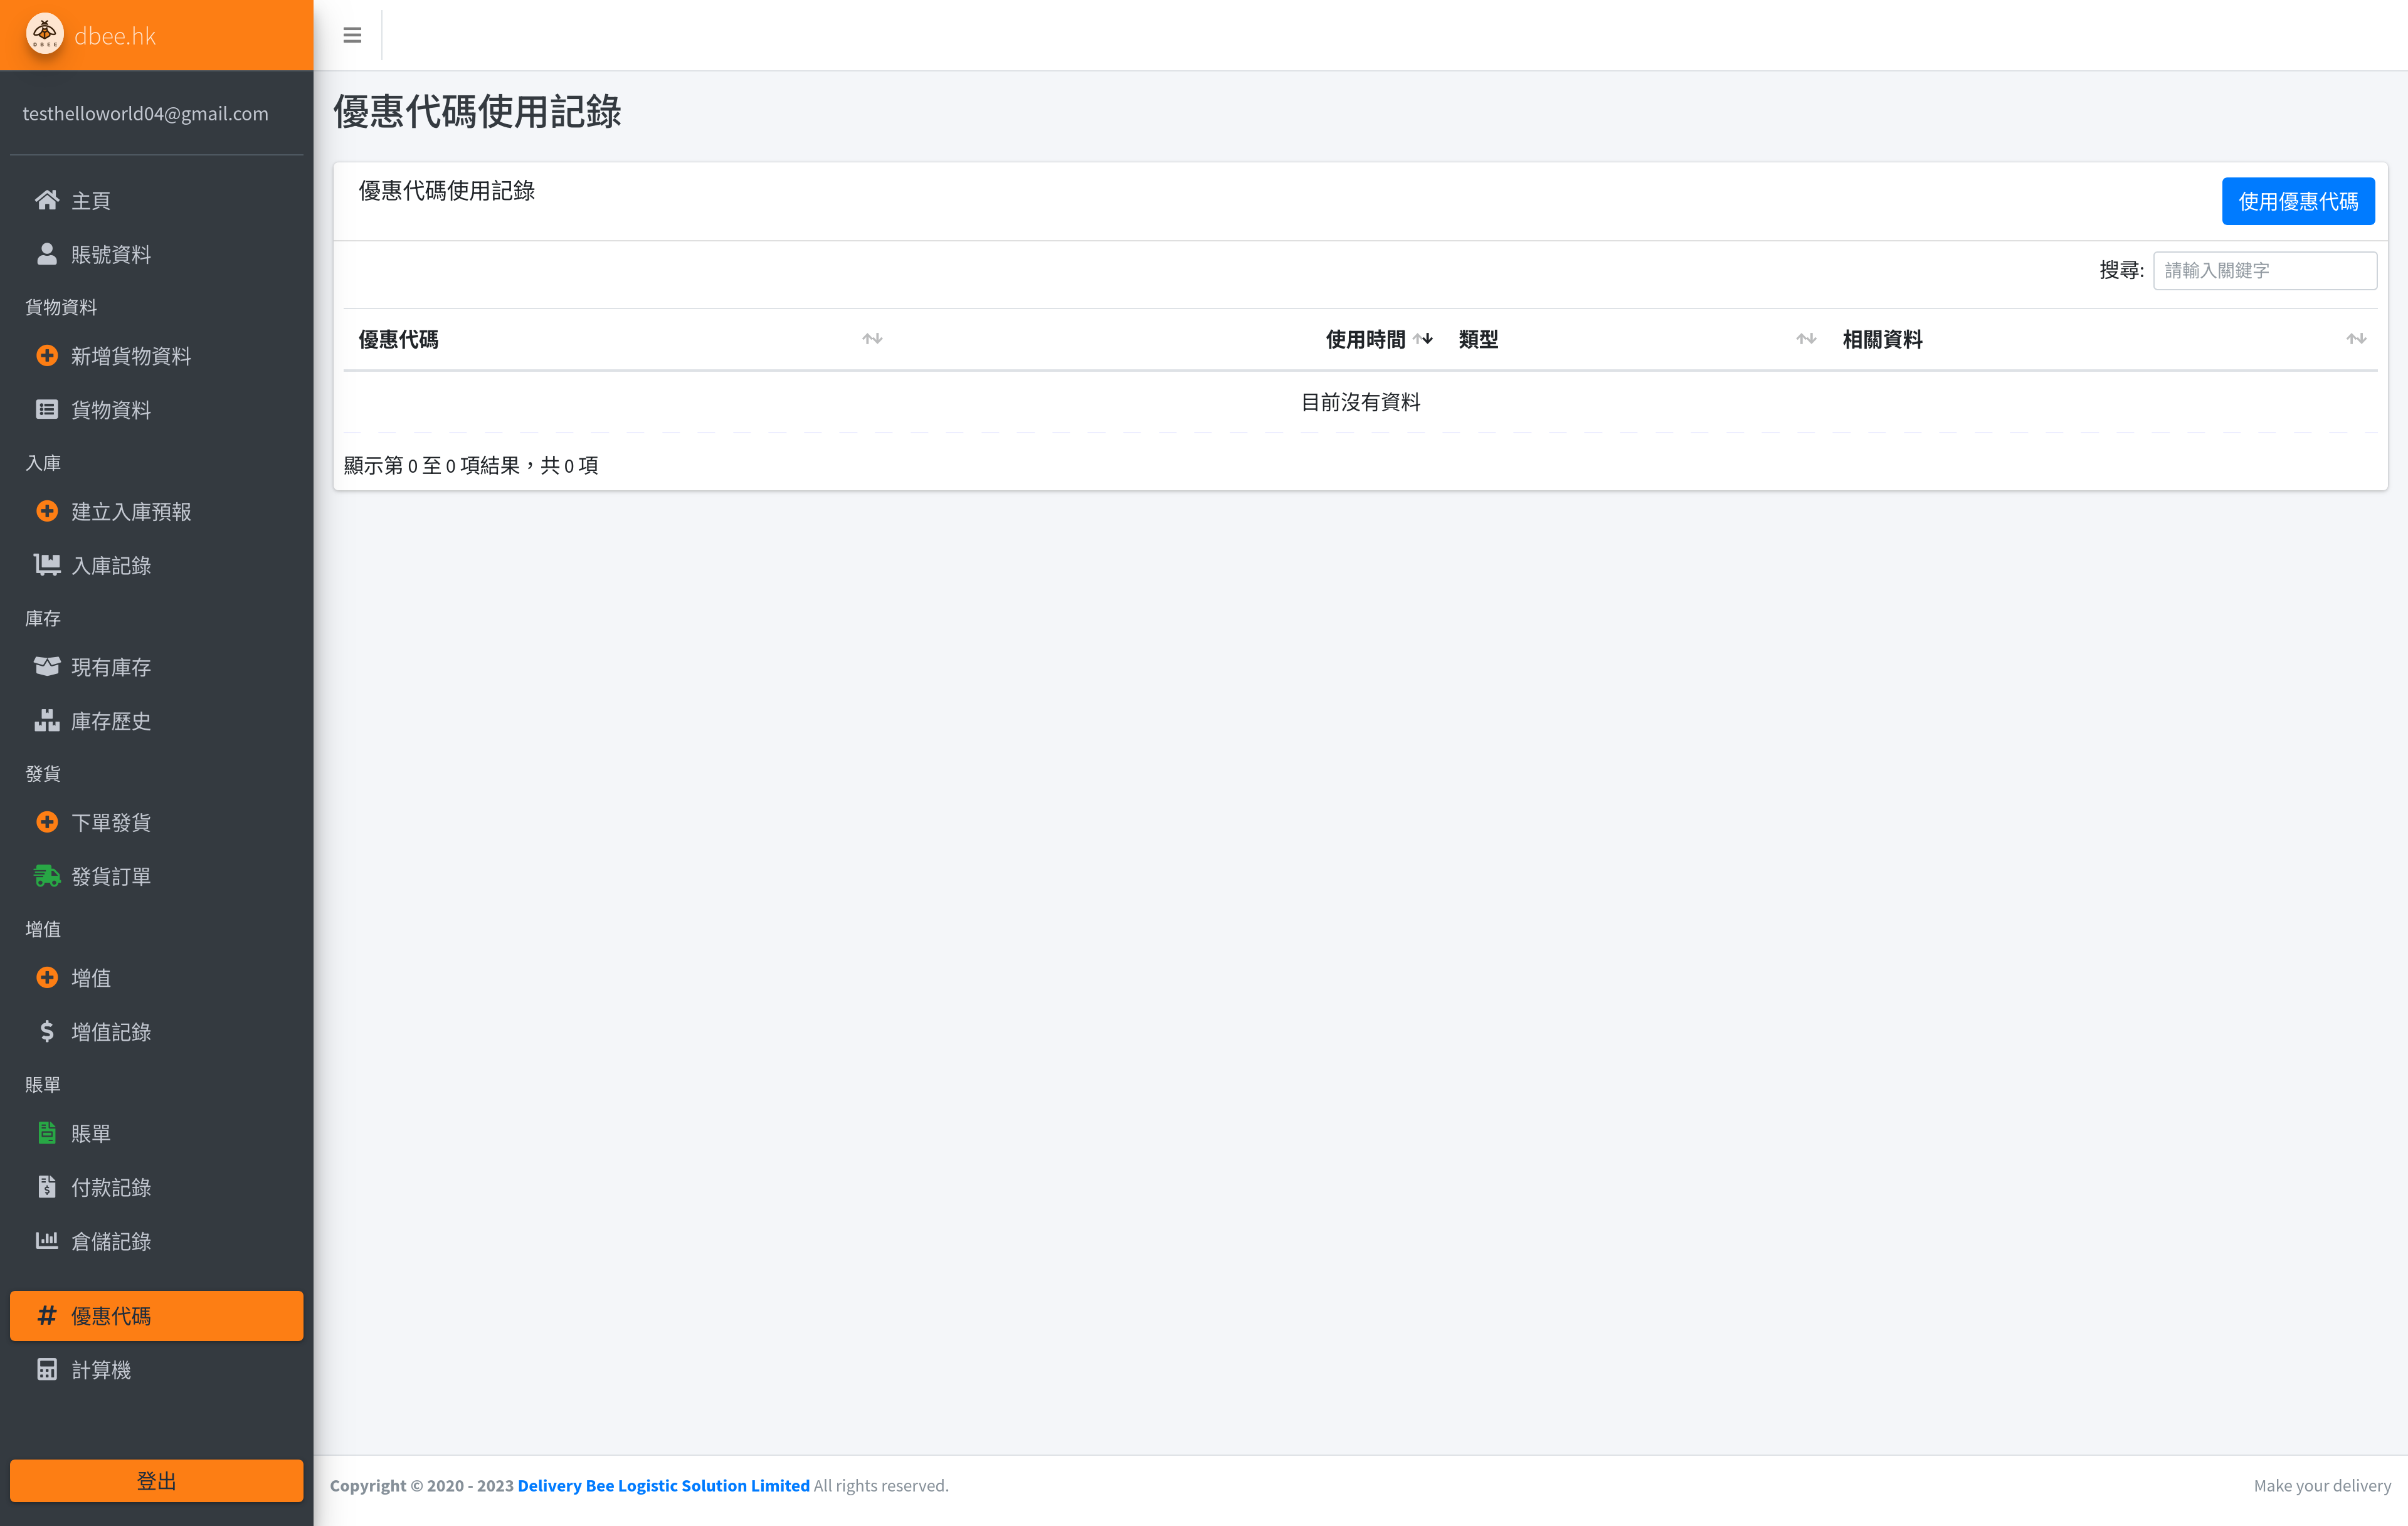 DBEE
dbee.hk
testhelloworld04@gmail.com
主頁
賬號資料
貨物資料
新增貨物資料
貨物資料
入庫
建立入庫預報
入庫記錄
庫存
現有庫存
庫存歷史
發貨
下單發貨
發貨訂單
增值
增值
增值記錄
賬單
賬單
付款記錄
倉儲記錄
優惠代碼
計算機
登出
優惠代碼使用記錄
優惠代碼使用記錄
使用優惠代碼
搜尋: 請輸入關鍵字
優惠代碼 使用時間 類型 相關資料
目前沒有資料
顯示第 0 至 0 項結果，共 0 項
Copyright © 2020 - 2023 Delivery Bee Logistic Solution Limited All rights reserved.
Make your delivery